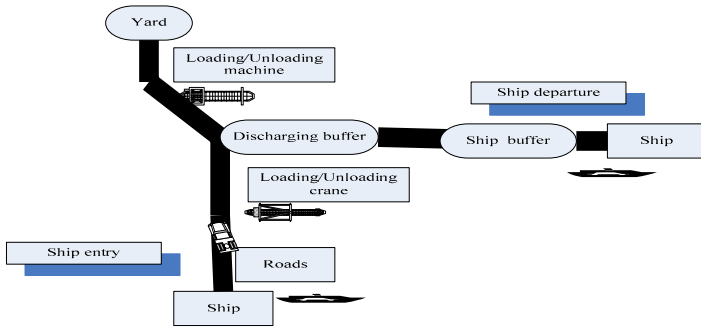 Yard
Loading/Unloading
machine
Ship departure
Discharging buffer
Ship buffer
Ship
Loading/Unloading
crane
Ship entry
Roads
Ship